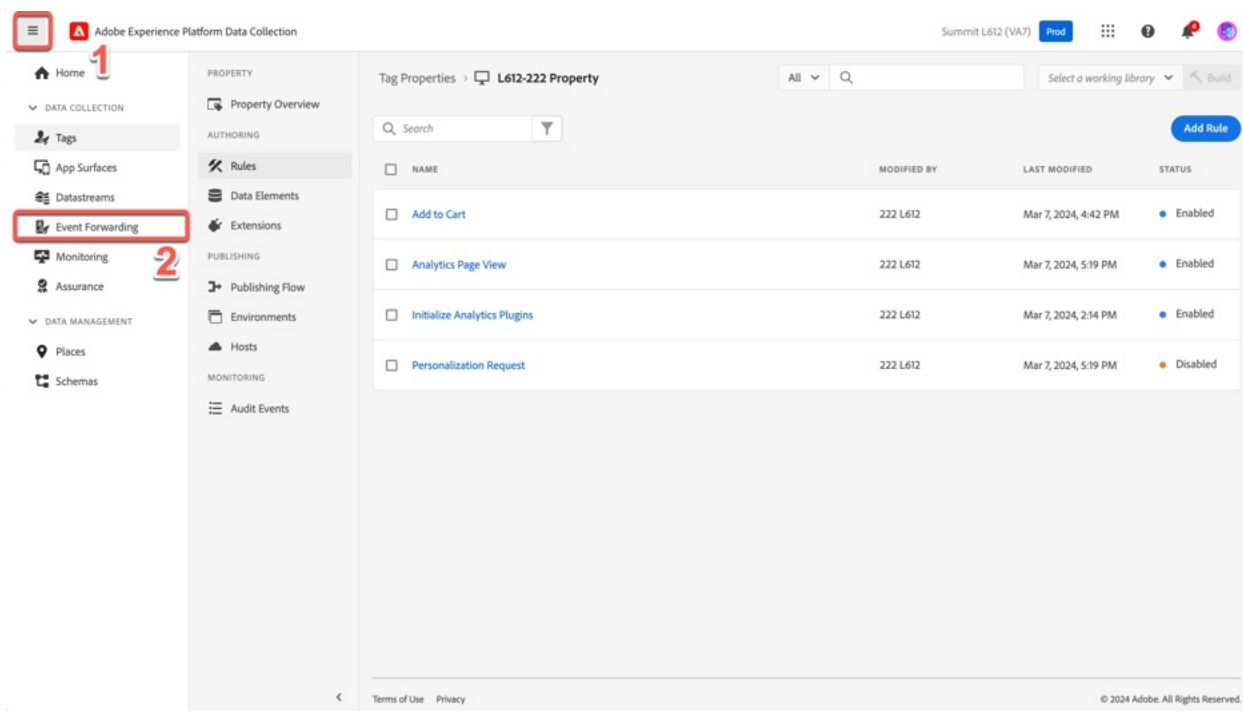 Adobe Experience Platform Data Collection
Summit L612 (VA7) Prod
1
Home
DATA COLLECTION
Tags
App Surfaces
Datastreams
Event Forwarding
2
Monitoring
Assurance
DATA MANAGEMENT
Places
Schemas
PROPERTY
Property Overview
AUTHORING
Rules
Data Elements
Extensions
PUBLISHING
Publishing Flow
Environments
Hosts
MONITORING
Audit Events
Tag Properties > L612-222 Property
All
Select a working library Build
Search
Add Rule
NAME MODIFIED BY LAST MODIFIED STATUS
Add to Cart 222 L612 Mar 7, 2024, 4:42 PM Enabled
Analytics Page View 222 L612 Mar 7, 2024, 5:19 PM Enabled
Initialize Analytics Plugins 222 L612 Mar 7, 2024, 2:14 PM Enabled
Personalization Request 222 L612 Mar 7, 2024, 5:19 PM Disabled
Terms of Use Privacy © 2024 Adobe. All Rights Reserved.